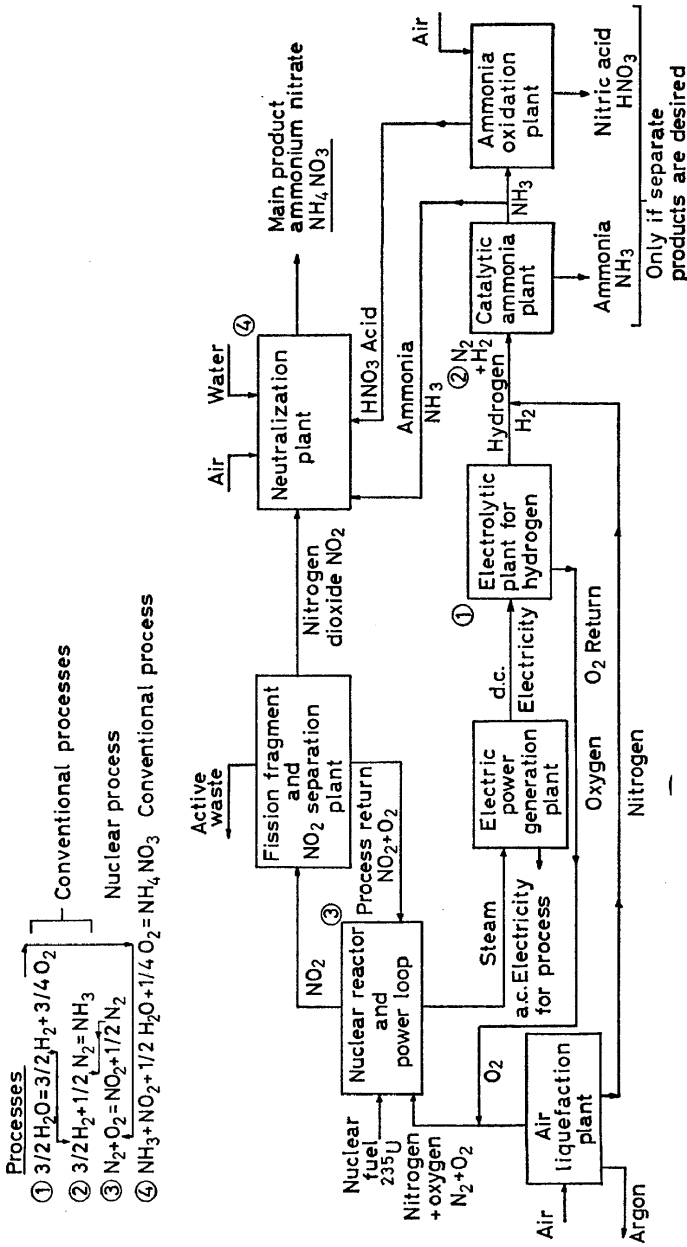 Processes
① 3/2 H₂O = 3/2 H₂ + 3/4 O₂
② 3/2 H₂ + 1/2 N₂ = NH₃
Conventional processes
③ N₂ + O₂ = NO₂ + 1/2 N₂ Nuclear process
④ NH₃ + NO₂ + 1/2 H₂O + 1/4 O₂ = NH₄ NO₃ Conventional process
Active
waste
Fission fragment
and
NO₂ separation
plant
Nitrogen
dioxide NO₂
Air
Water
④
Neutralization
plant
Main product
ammonium nitrate
NH₄ NO₃
NO₂
Process return
NO₂+O₂
HNO₃ Acid
Ammonia
NH₃
Nuclear
fuel
²³⁵U
③
Nuclear reactor
and
power loop
Nitrogen
+ oxygen
N₂+O₂
O₂
Steam
a.c. Electricity
for process
Electric
power
generation
plant
d.c.
Electricity
①
Electrolytic
plant for
hydrogen
Hydrogen
H₂
② N₂
+H₂
Catalytic
ammonia
plant
NH₃
Air
Ammonia
oxidation
plant
Air
Air
liquefaction
plant
Argon
Oxygen
O₂ Return
Nitrogen
Ammonia
NH₃
Nitric acid
HNO₃
Only if separate
products are desired